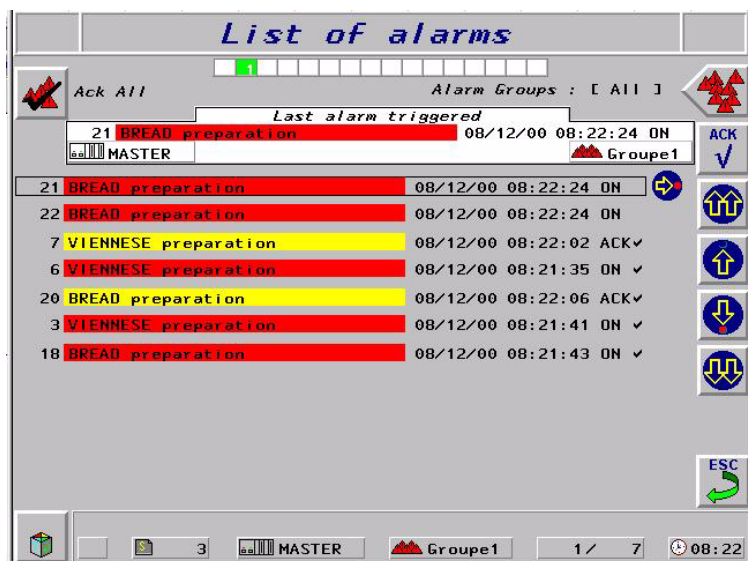 List of alarms
1
Ack All
Alarm Groups : [ All ]
Last alarm triggered
21 BREAD preparation 08/12/00 08:22:24 ON
MASTER Groupe1
ACK
21 BREAD preparation 08/12/00 08:22:24 ON
22 BREAD preparation 08/12/00 08:22:24 ON
7 VIENNESE preparation 08/12/00 08:22:02 ACK✓
6 VIENNESE preparation 08/12/00 08:21:35 ON ✓
20 BREAD preparation 08/12/00 08:22:06 ACK✓
3 VIENNESE preparation 08/12/00 08:21:41 ON ✓
18 BREAD preparation 08/12/00 08:21:43 ON ✓
ESC
3 MASTER Groupe1 1/ 7 08:22